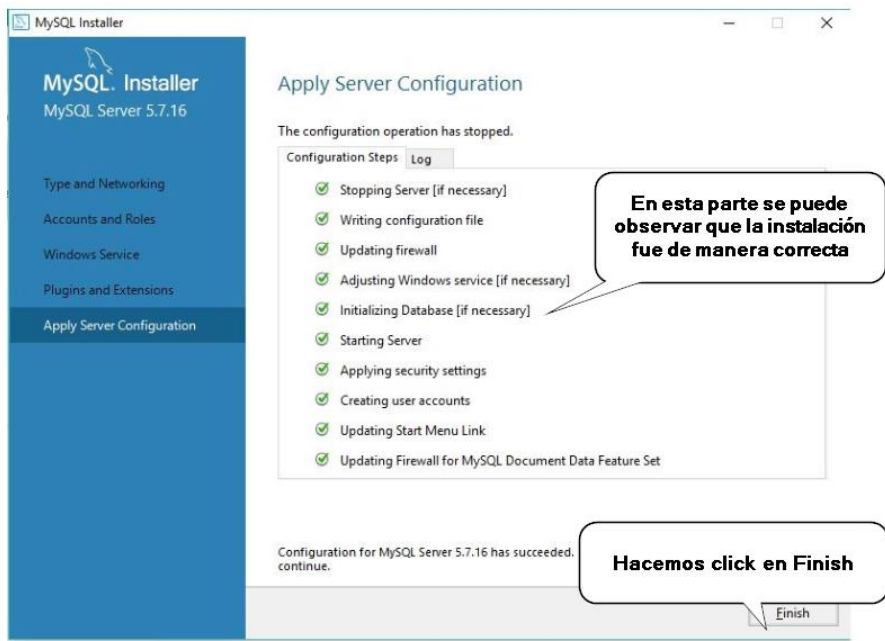 MySQL Installer
MySQL. Installer
MySQL Server 5.7.16
Type and Networking
Accounts and Roles
Windows Service
Plugins and Extensions
Apply Server Configuration
Apply Server Configuration
The configuration operation has stopped.
Configuration Steps Log
Stopping Server [if necessary]
Writing configuration file
Updating firewall
Adjusting Windows service [if necessary]
Initializing Database [if necessary]
Starting Server
Applying security settings
Creating user accounts
Updating Start Menu Link
Updating Firewall for MySQL Document Data Feature Set
En esta parte se puede
observar que la instalación
fue de manera correcta
Configuration for MySQL Server 5.7.16 has succeeded.
continue.
Hacemos click en Finish
Finish